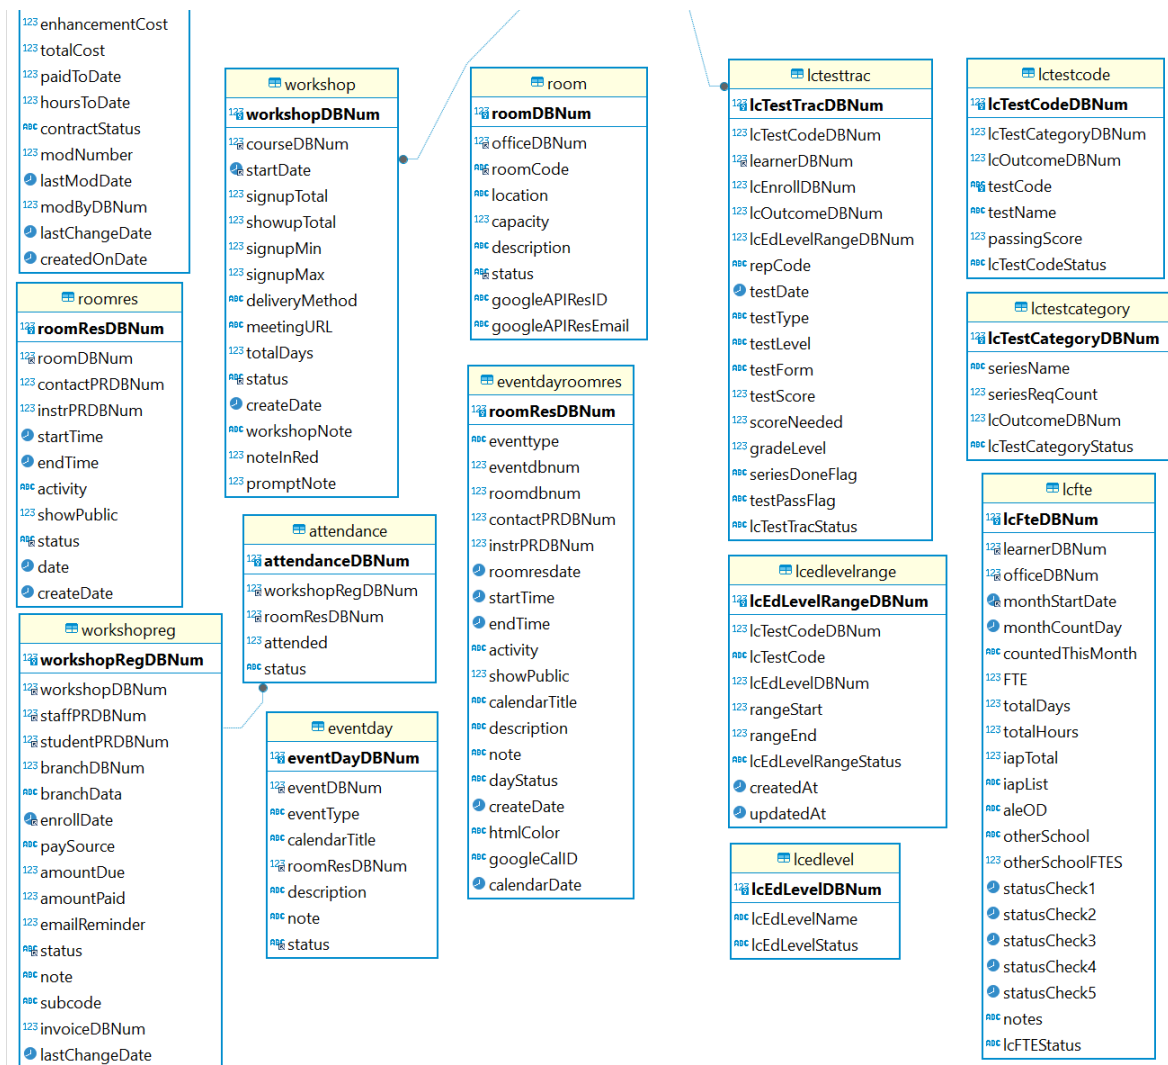 enhancementCost
totalCost
paidToDate
hoursToDate
contractStatus
modNumber
lastModDate
modByDBNum
lastChangeDate
createdOnDate
roomres
roomResDBNum
roomDBNum
contactPRDBNum
instrPRDBNum
startTime
endTime
activity
showPublic
status
date
createDate
workshopreg
workshopRegDBNum
workshopDBNum
staffPRDBNum
studentPRDBNum
branchDBNum
branchData
enrollDate
paySource
amountDue
amountPaid
emailReminder
status
note
subcode
invoiceDBNum
lastChangeDate
workshop
workshopDBNum
courseDBNum
startDate
signupTotal
showupTotal
signupMin
signupMax
deliveryMethod
meetingURL
totalDays
status
createDate
workshopNote
noteInRed
promptNote
attendance
attendanceDBNum
workshopRegDBNum
roomResDBNum
attended
status
eventday
eventDayDBNum
eventDBNum
eventType
calendarTitle
roomResDBNum
description
note
status
room
roomDBNum
officeDBNum
roomCode
location
capacity
description
status
googleAPIResID
googleAPIResEmail
eventdayroomres
roomResDBNum
eventtype
eventdbnum
roomdbnum
contactPRDBNum
instrPRDBNum
roomresdate
startTime
endTime
activity
showPublic
calendarTitle
description
note
dayStatus
createDate
htmlColor
googleCalID
calendarDate
lctesttrac
lcTestTracDBNum
lcTestCodeDBNum
learnerDBNum
lcEnrollDBNum
lcOutcomeDBNum
lcEdLevelRangeDBNum
repCode
testDate
testType
testLevel
testForm
testScore
scoreNeeded
gradeLevel
seriesDoneFlag
testPassFlag
lcTestTracStatus
lcedlevelrange
lcEdLevelRangeDBNum
lcTestCodeDBNum
lcTestCode
lcEdLevelDBNum
rangeStart
rangeEnd
lcEdLevelRangeStatus
createdAt
updatedAt
lcedlevel
lcEdLevelDBNum
lcEdLevelName
lcEdLevelStatus
lctestcode
lcTestCodeDBNum
lcTestCategoryDBNum
lcOutcomeDBNum
testCode
testName
passingScore
lcTestCodeStatus
lctestcategory
lcTestCategoryDBNum
seriesName
seriesReqCount
lcOutcomeDBNum
lcTestCategoryStatus
lcfte
lcFteDBNum
learnerDBNum
officeDBNum
monthStartDate
monthCountDay
countedThisMonth
FTE
totalDays
totalHours
iapTotal
iapList
aleOD
otherSchool
otherSchoolFTES
statusCheck1
statusCheck2
statusCheck3
statusCheck4
statusCheck5
notes
lcFTEStatus